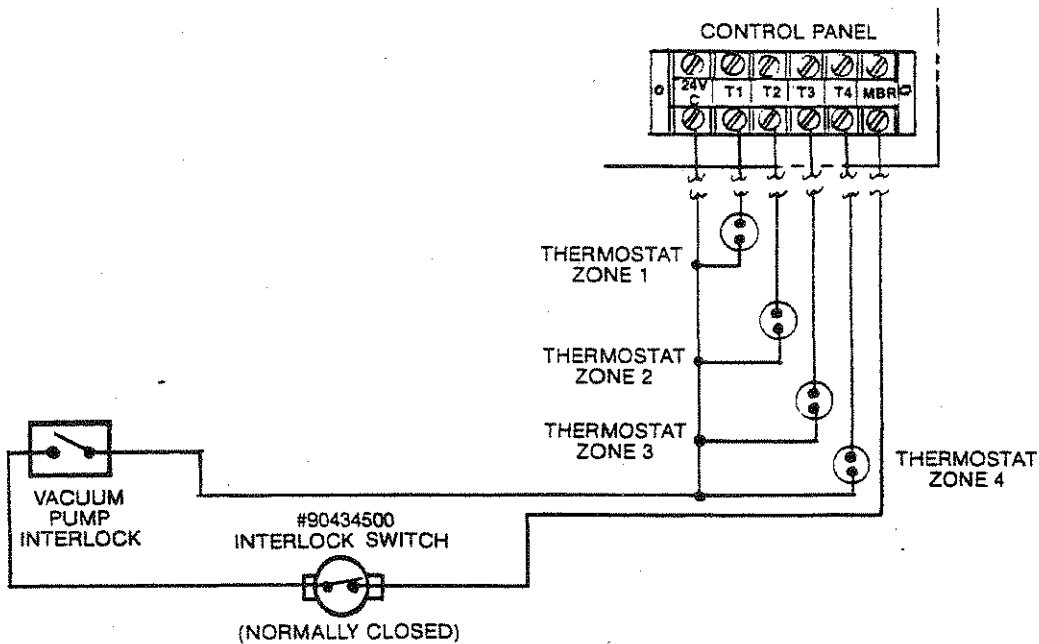 CONTROL PANEL
24V
C
T1 T2 T3 T4 MBR
THERMOSTAT
ZONE 1
THERMOSTAT
ZONE 2
THERMOSTAT
ZONE 3
THERMOSTAT
ZONE 4
VACUUM
PUMP
INTERLOCK
#90434500
INTERLOCK SWITCH
(NORMALLY CLOSED)